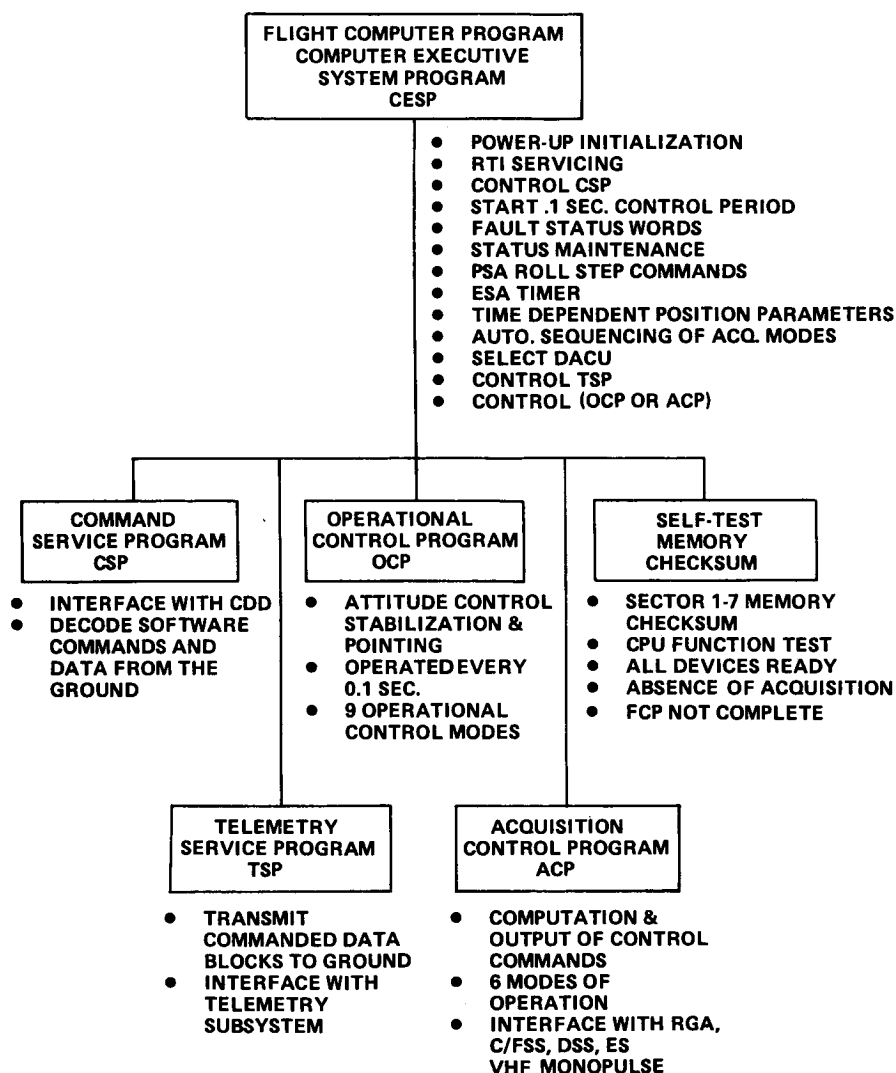 FLIGHT COMPUTER PROGRAM
COMPUTER EXECUTIVE
SYSTEM PROGRAM
CESP
● POWER-UP INITIALIZATION
● RTI SERVICING
● CONTROL CSP
● START .1 SEC. CONTROL PERIOD
● FAULT STATUS WORDS
● STATUS MAINTENANCE
● PSA ROLL STEP COMMANDS
● ESA TIMER
● TIME DEPENDENT POSITION PARAMETERS
● AUTO. SEQUENCING OF ACQ. MODES
● SELECT DACU
● CONTROL TSP
● CONTROL (OCP OR ACP)
COMMAND
SERVICE PROGRAM
CSP
● INTERFACE WITH CDD
● DECODE SOFTWARE
COMMANDS AND
DATA FROM THE
GROUND
OPERATIONAL
CONTROL PROGRAM
OCP
● ATTITUDE CONTROL
STABILIZATION &
POINTING
● OPERATED EVERY
0.1 SEC.
● 9 OPERATIONAL
CONTROL MODES
SELF-TEST
MEMORY
CHECKSUM
● SECTOR 1-7 MEMORY
CHECKSUM
● CPU FUNCTION TEST
● ALL DEVICES READY
● ABSENCE OF ACQUISITION
● FCP NOT COMPLETE
TELEMETRY
SERVICE PROGRAM
TSP
● TRANSMIT
COMMANDED DATA
BLOCKS TO GROUND
● INTERFACE WITH
TELEMETRY
SUBSYSTEM
ACQUISITION
CONTROL PROGRAM
ACP
● COMPUTATION &
OUTPUT OF CONTROL
COMMANDS
● 6 MODES OF
OPERATION
● INTERFACE WITH RGA,
C/FSS, DSS, ES
VHF MONOPULSE